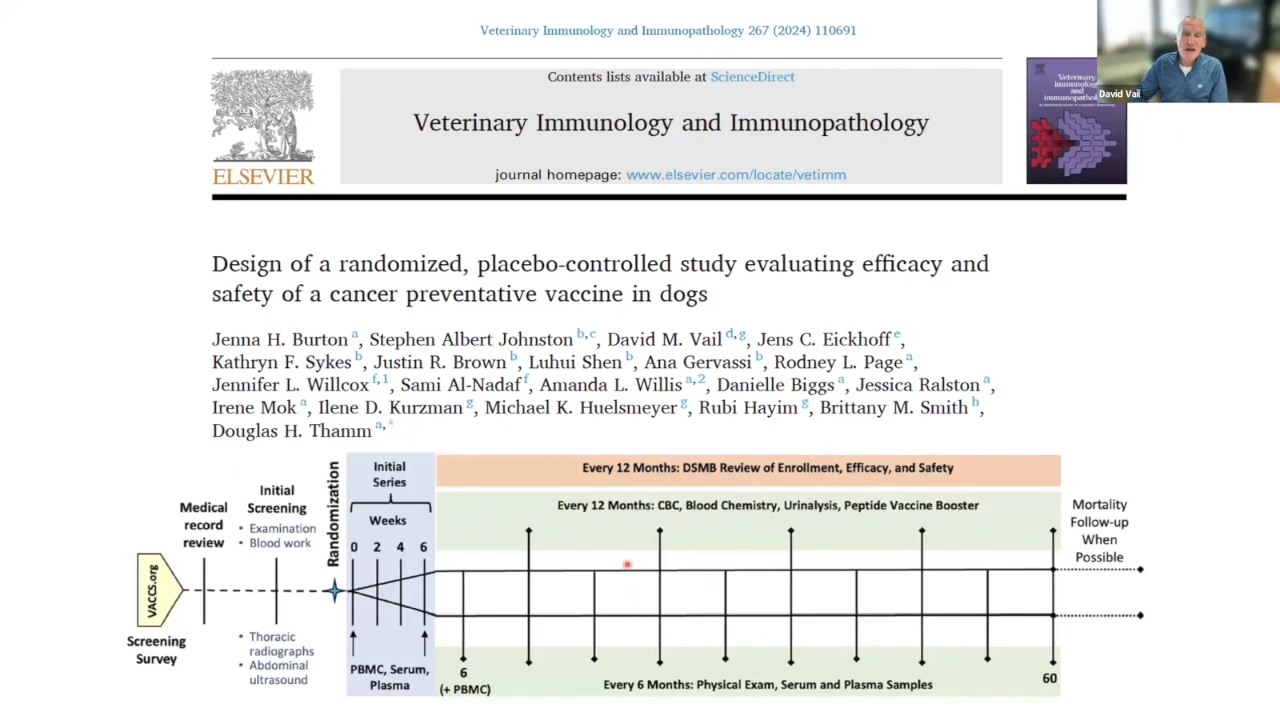 Veterinary Immunology and Immunopathology 267 (2024) 110691
Contents lists available at ScienceDirect
Veterinary Immunology and Immunopathology
journal homepage: www.elsevier.com/locate/vetimm
ELSEVIER
Veterinary
immunology
and
David Vail
Design of a randomized, placebo-controlled study evaluating efficacy and
safety of a cancer preventative vaccine in dogs
Jenna H. Burton a, Stephen Albert Johnston b,c, David M. Vail d,g, Jens C. Eickhoff e,
Kathryn F. Sykes b, Justin R. Brown b, Luhui Shen b, Ana Gervassi b, Rodney L. Page a,
Jennifer L. Willcox f,1, Sami Al-Nadaf f, Amanda L. Willis a,2, Danielle Biggs a, Jessica Ralston a,
Irene Mok a, Ilene D. Kurzman g, Michael K. Huelsmeyer g, Rubi Hayim g, Brittany M. Smith h,
Douglas H. Thamm a,*
VACCS.org
Screening
Survey
Medical
record
review
Initial
Screening
• Examination
• Blood work
• Thoracic
radiographs
• Abdominal
ultrasound
Randomization
Initial
Series
Weeks
0 2 4 6
PBMC, Serum,
Plasma
Every 12 Months: DSMB Review of Enrollment, Efficacy, and Safety
Every 12 Months: CBC, Blood Chemistry, Urinalysis, Peptide Vaccine Booster
6
(+ PBMC)
Every 6 Months: Physical Exam, Serum and Plasma Samples
60
Mortality
Follow-up
When
Possible